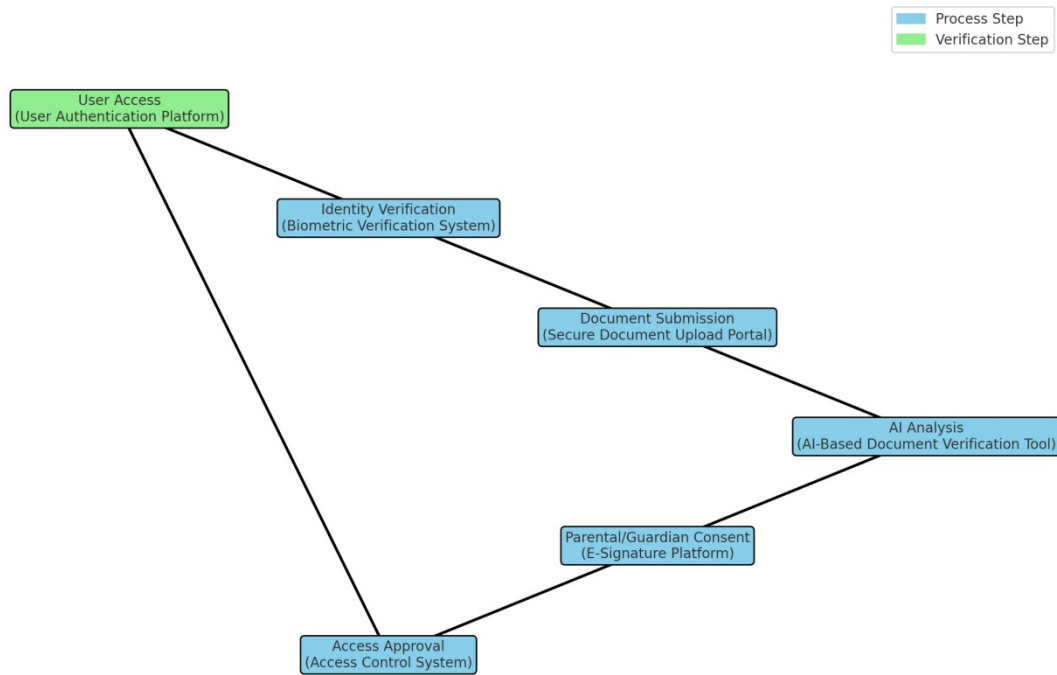 Process Step
Verification Step
User Access
(User Authentication Platform)
Identity Verification
(Biometric Verification System)
Document Submission
(Secure Document Upload Portal)
AI Analysis
(AI-Based Document Verification Tool)
Parental/Guardian Consent
(E-Signature Platform)
Access Approval
(Access Control System)